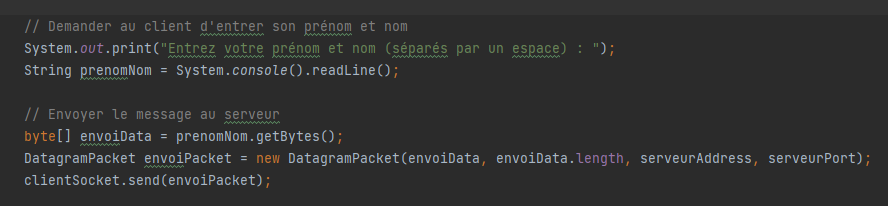 // Demander au client d'entrer son prénom et nom
System.out.print("Entrez votre prénom et nom (séparés par un espace) : ");
String prenomNom = System.console().readLine();
// Envoyer le message au serveur
byte[] envoiData = prenomNom.getBytes();
DatagramPacket envoiPacket = new DatagramPacket(envoiData, envoiData.length, serveurAddress, serveurPort);
clientSocket.send(envoiPacket);